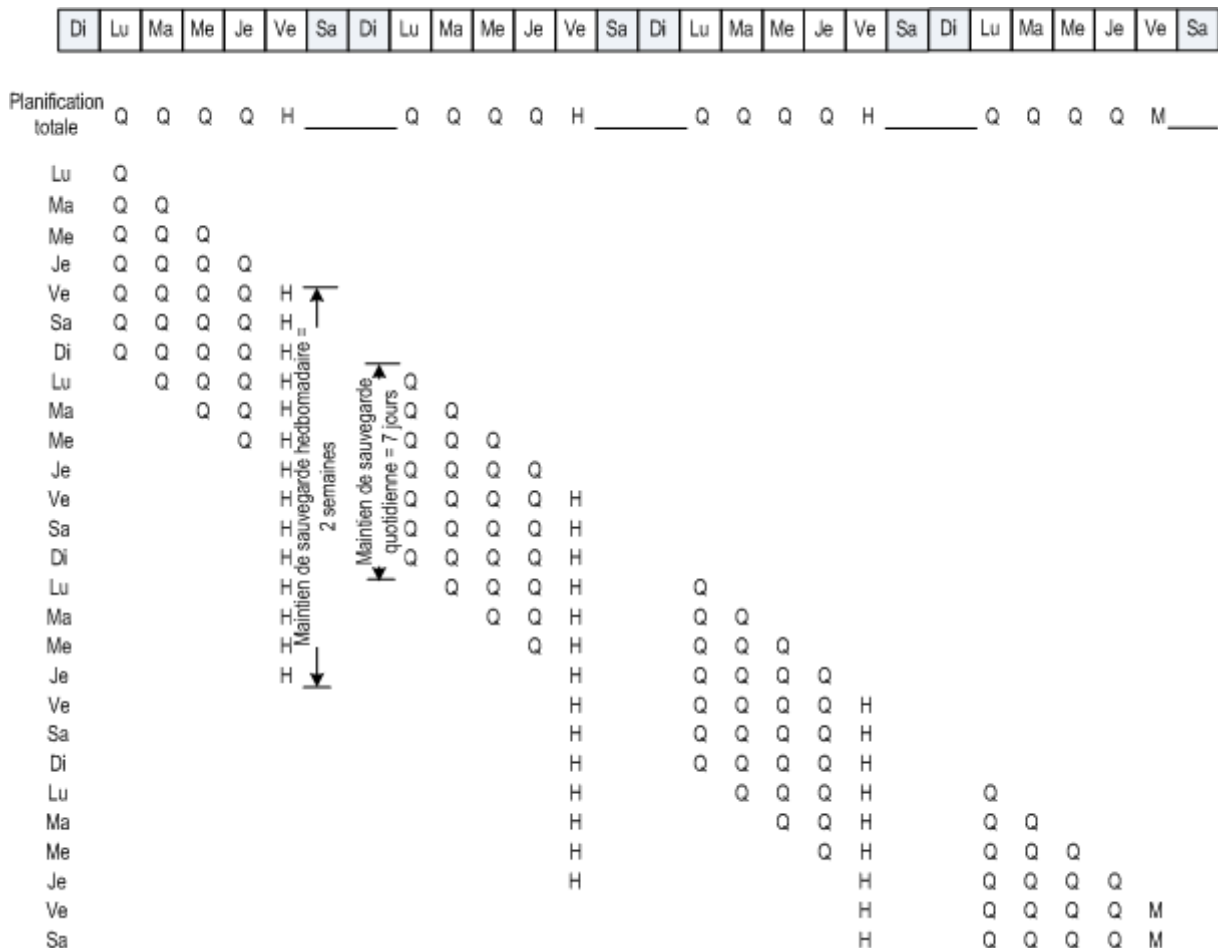 Di Lu Ma Me Je Ve Sa Di Lu Ma Me Je Ve Sa Di Lu Ma Me Je Ve Sa Di Lu Ma Me Je Ve Sa
Planification
totale
Q Q Q Q H Q Q Q Q H Q Q Q Q H Q Q Q Q M
Lu Q
Ma Q Q
Me Q Q Q
Je Q Q Q Q
Ve Q Q Q Q H
Sa Q Q Q Q H
Di Q Q Q Q H
Lu Q Q Q H Q
Ma Q Q H Q Q
Me Q H Q Q Q
Je H Q Q Q Q
Ve H Q Q Q Q H
Sa H Q Q Q Q H
Di H Q Q Q Q H
Lu H Q Q Q H Q
Ma H Q Q H Q Q
Me H Q H Q Q Q
Je H H Q Q Q Q
Ve H Q Q Q Q H
Sa H Q Q Q Q H
Di H Q Q Q Q H
Lu H Q Q Q H Q
Ma H Q Q H Q Q
Me H Q H Q Q Q
Je H H Q Q Q Q
Ve H Q Q Q Q M
Sa H Q Q Q Q M
Maintien de sauvegarde hedbomadaire =
2 semaines
Maintien de sauvegarde
quotidienne = 7 jours